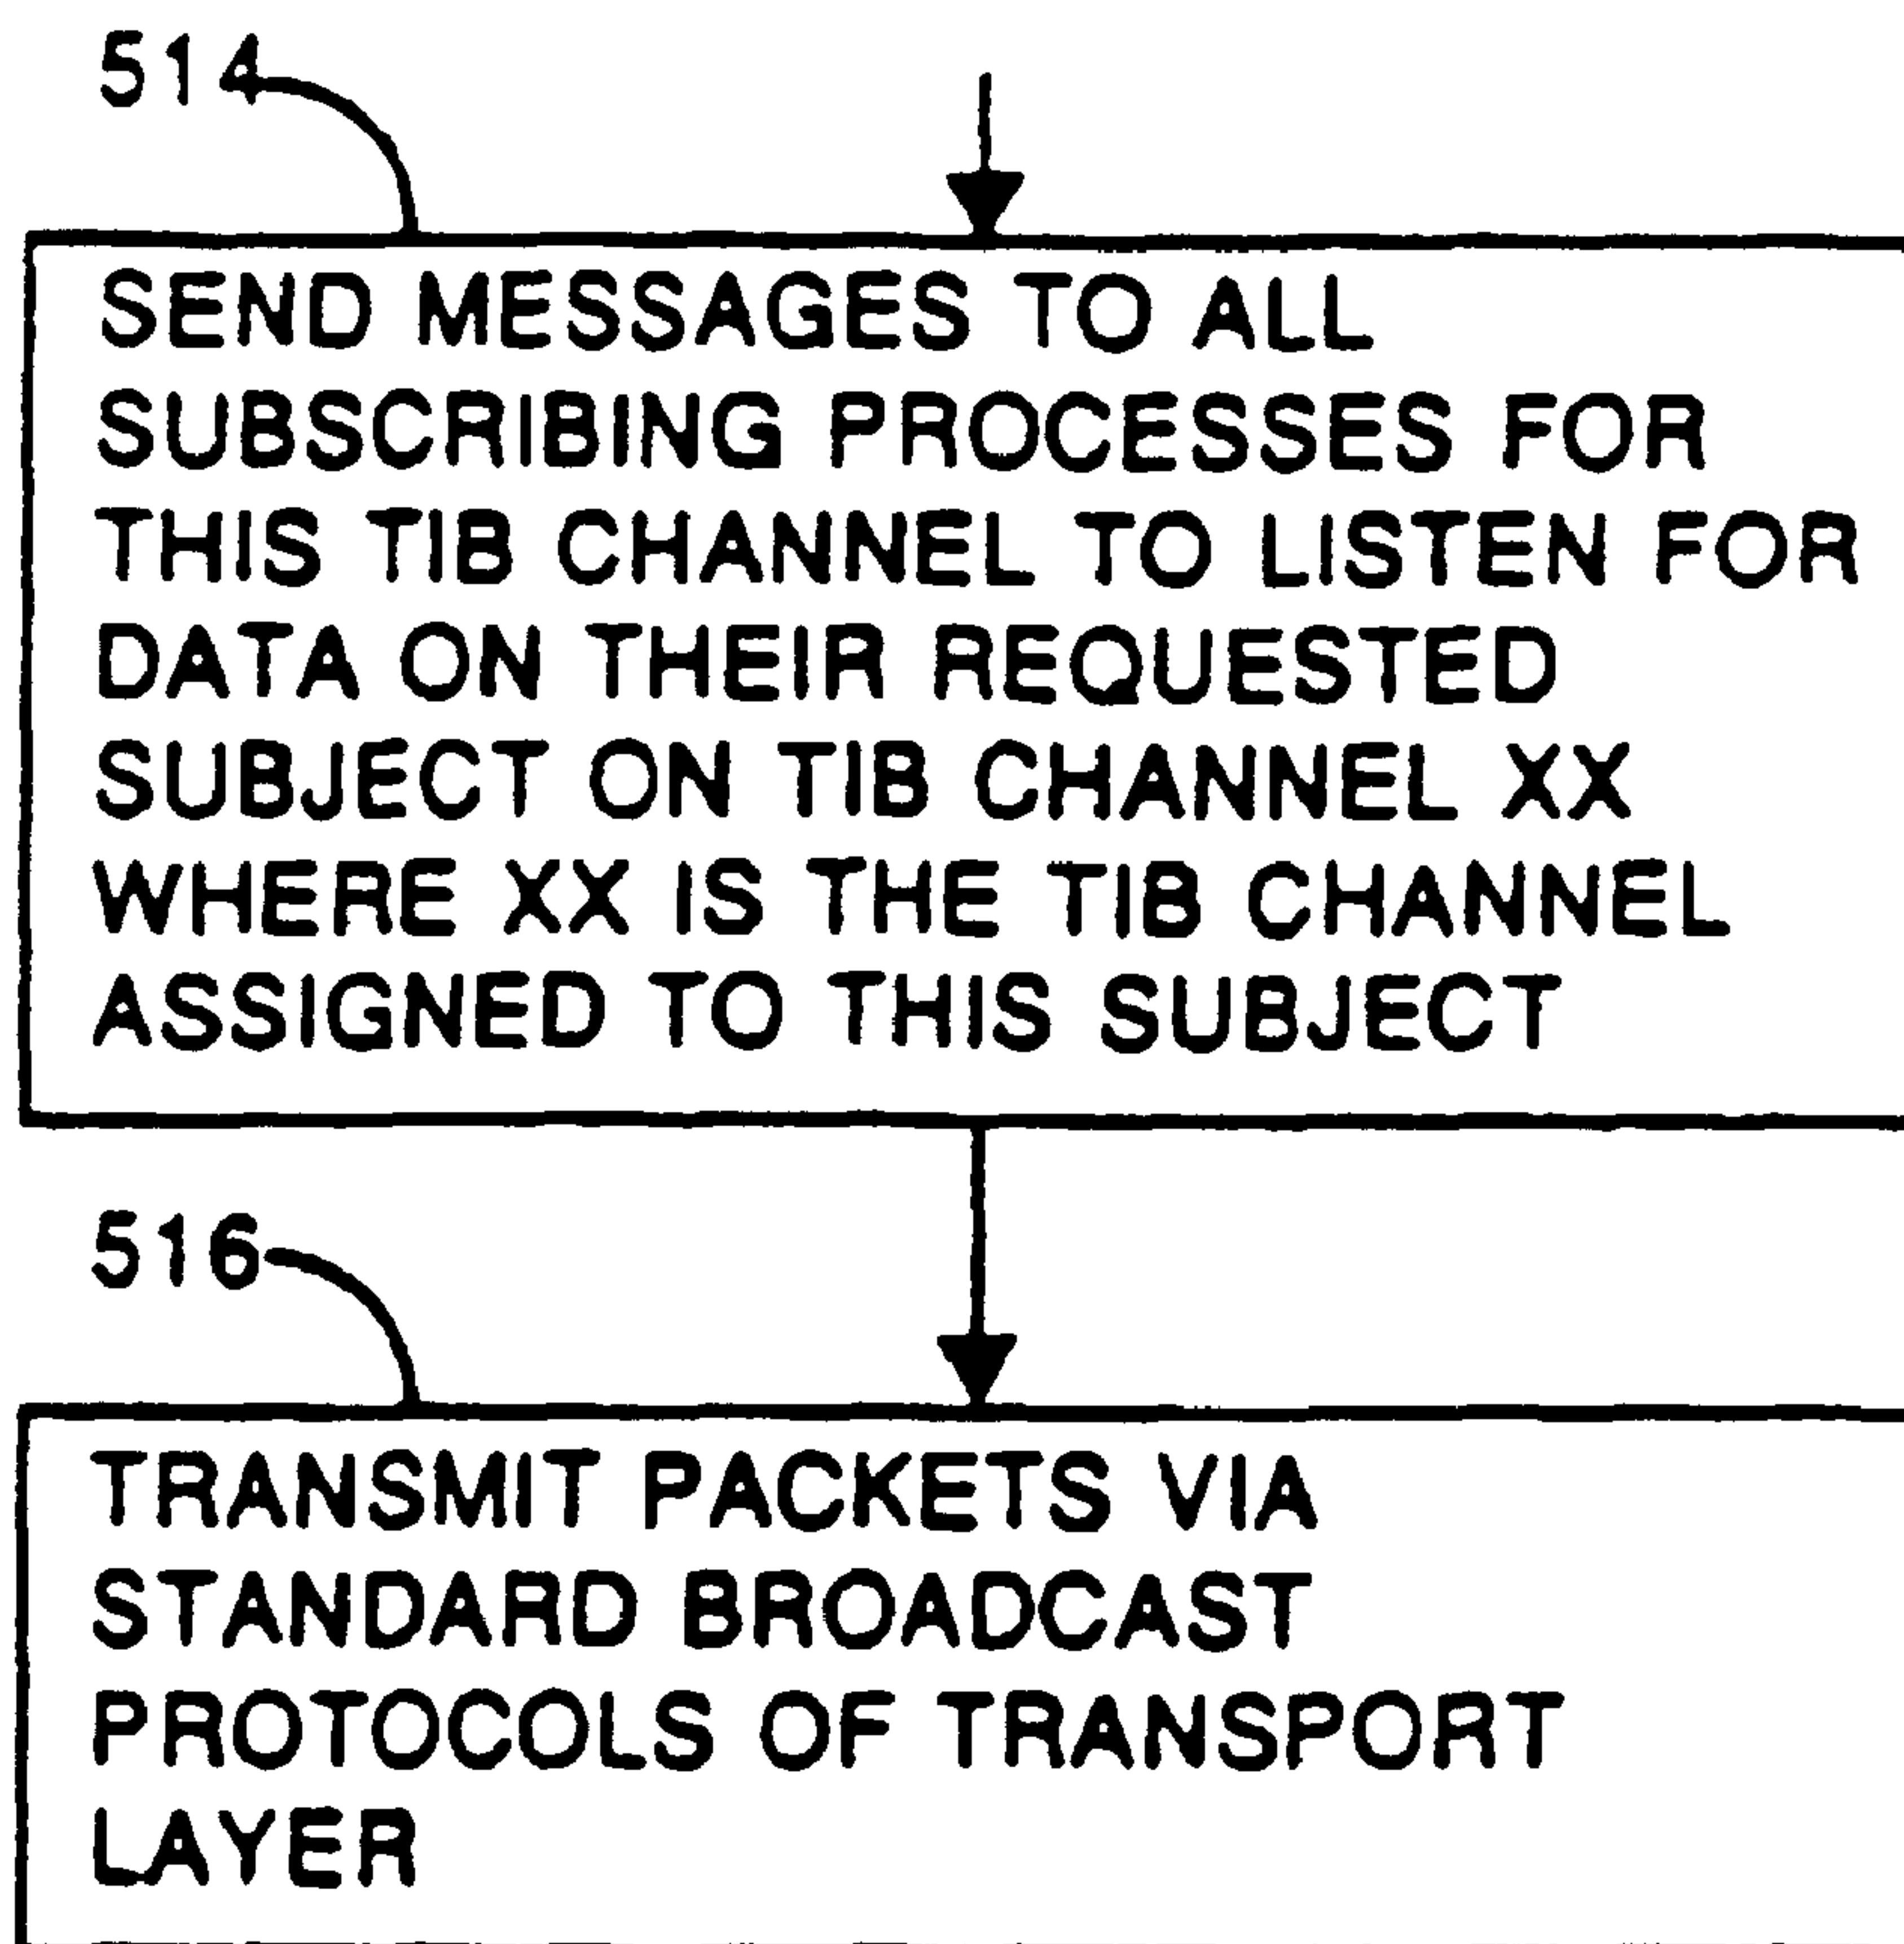 514
SEND MESSAGES TO ALL
SUBSCRIBING PROCESSES FOR
THIS TIB CHANNEL TO LISTEN FOR
DATA ON THEIR REQUESTED
SUBJECT ON TIB CHANNEL XX
WHERE XX IS THE TIB CHANNEL
ASSIGNED TO THIS SUBJECT
516
TRANSMIT PACKETS VIA
STANDARD BROADCAST
PROTOCOLS OF TRANSPORT
LAYER